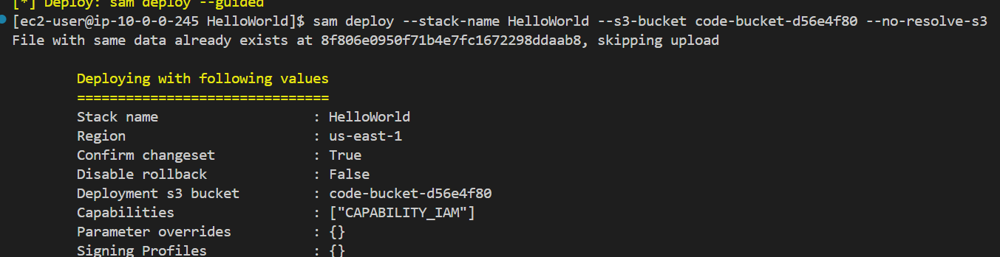 [*] Deploy: sam deploy --guided
[ec2-user@ip-10-0-0-245 HelloWorld]$ sam deploy --stack-name HelloWorld --s3-bucket code-bucket-d56e4f80 --no-resolve-s3
File with same data already exists at 8f806e0950f71b4e7fc1672298ddaab8, skipping upload
Deploying with following values
===============================
Stack name : HelloWorld
Region : us-east-1
Confirm changeset : True
Disable rollback : False
Deployment s3 bucket : code-bucket-d56e4f80
Capabilities : ["CAPABILITY_IAM"]
Parameter overrides : {}
Signing Profiles : {}